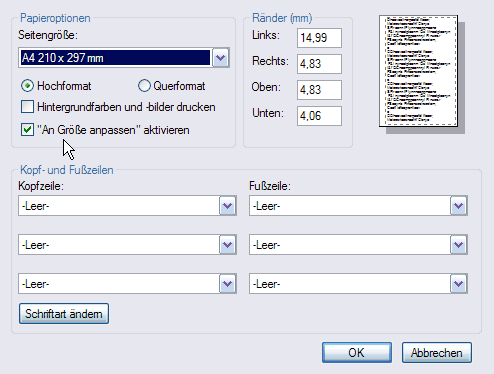 Papieroptionen
Seitengröße:
A4 210 x 297 mm
Hochformat
Querformat
Hintergrundfarben und -bilder drucken
"An Größe anpassen" aktivieren
Ränder (mm)
Links: 14,99
Rechts: 4,83
Oben: 4,83
Unten: 4,06
Kopf- und Fußzeilen
Kopfzeile:
-Leer-
-Leer-
-Leer-
Fußzeile:
-Leer-
-Leer-
-Leer-
Schriftart ändern
OK
Abbrechen